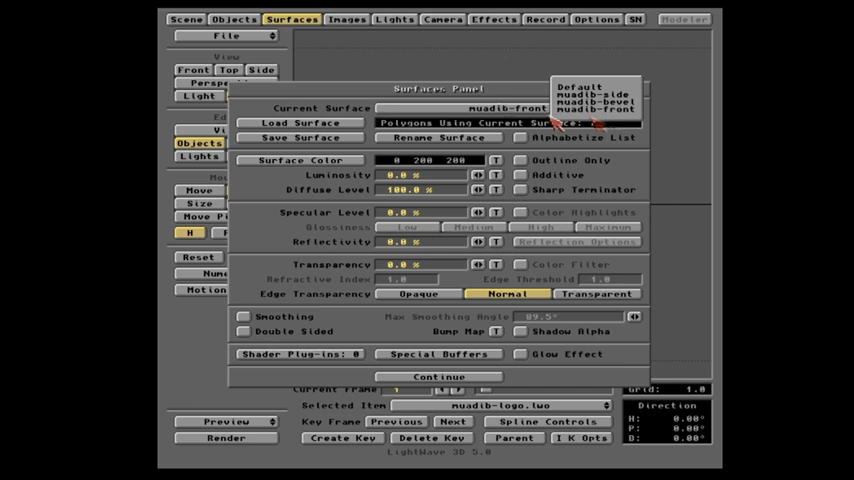 Scene Objects Surfaces Images Lights Camera Effects Record Options SN Modeler
File
View
Front Top Side
Light
Surfaces Panel
Default
muadib-side
muadib-bevel
muadib-front
Current Surface muadib-front
Load Surface Polygons Using Current
Save Surface Rename Surface Alphabetize List
Objects
Lights
Surface Color 0 200 200 T Outline Only
Luminosity 0.0 % T Additive
Diffuse Level 100.0 % T Sharp Terminator
Move
Size
Specular Level 0.0 % T Color Highlights
Glossiness Low Medium High Maximum
H
Reflectivity 0.0 % T Reflection Options
Reset
Transparency 0.0 % T Color Filter
Refractive Index 1.0 Edge Threshold 1.0
Motion
Edge Transparency Opaque Normal Transparent
Smoothing Max Smoothing Angle 89.5°
Double Sided Bump Map T Shadow Alpha
Shader Plug-ins: 0 Special Buffers Glow Effect
Continue
Current Frame Grid: 1.0
Selected Item muadib-logo.lwo Direction
Preview Key Frame Previous Next Spline Controls H: 0.00°
P: 0.00°
Render Create Key Delete Key Parent I K Opts B: 0.00°
LightWave 3D 5.0